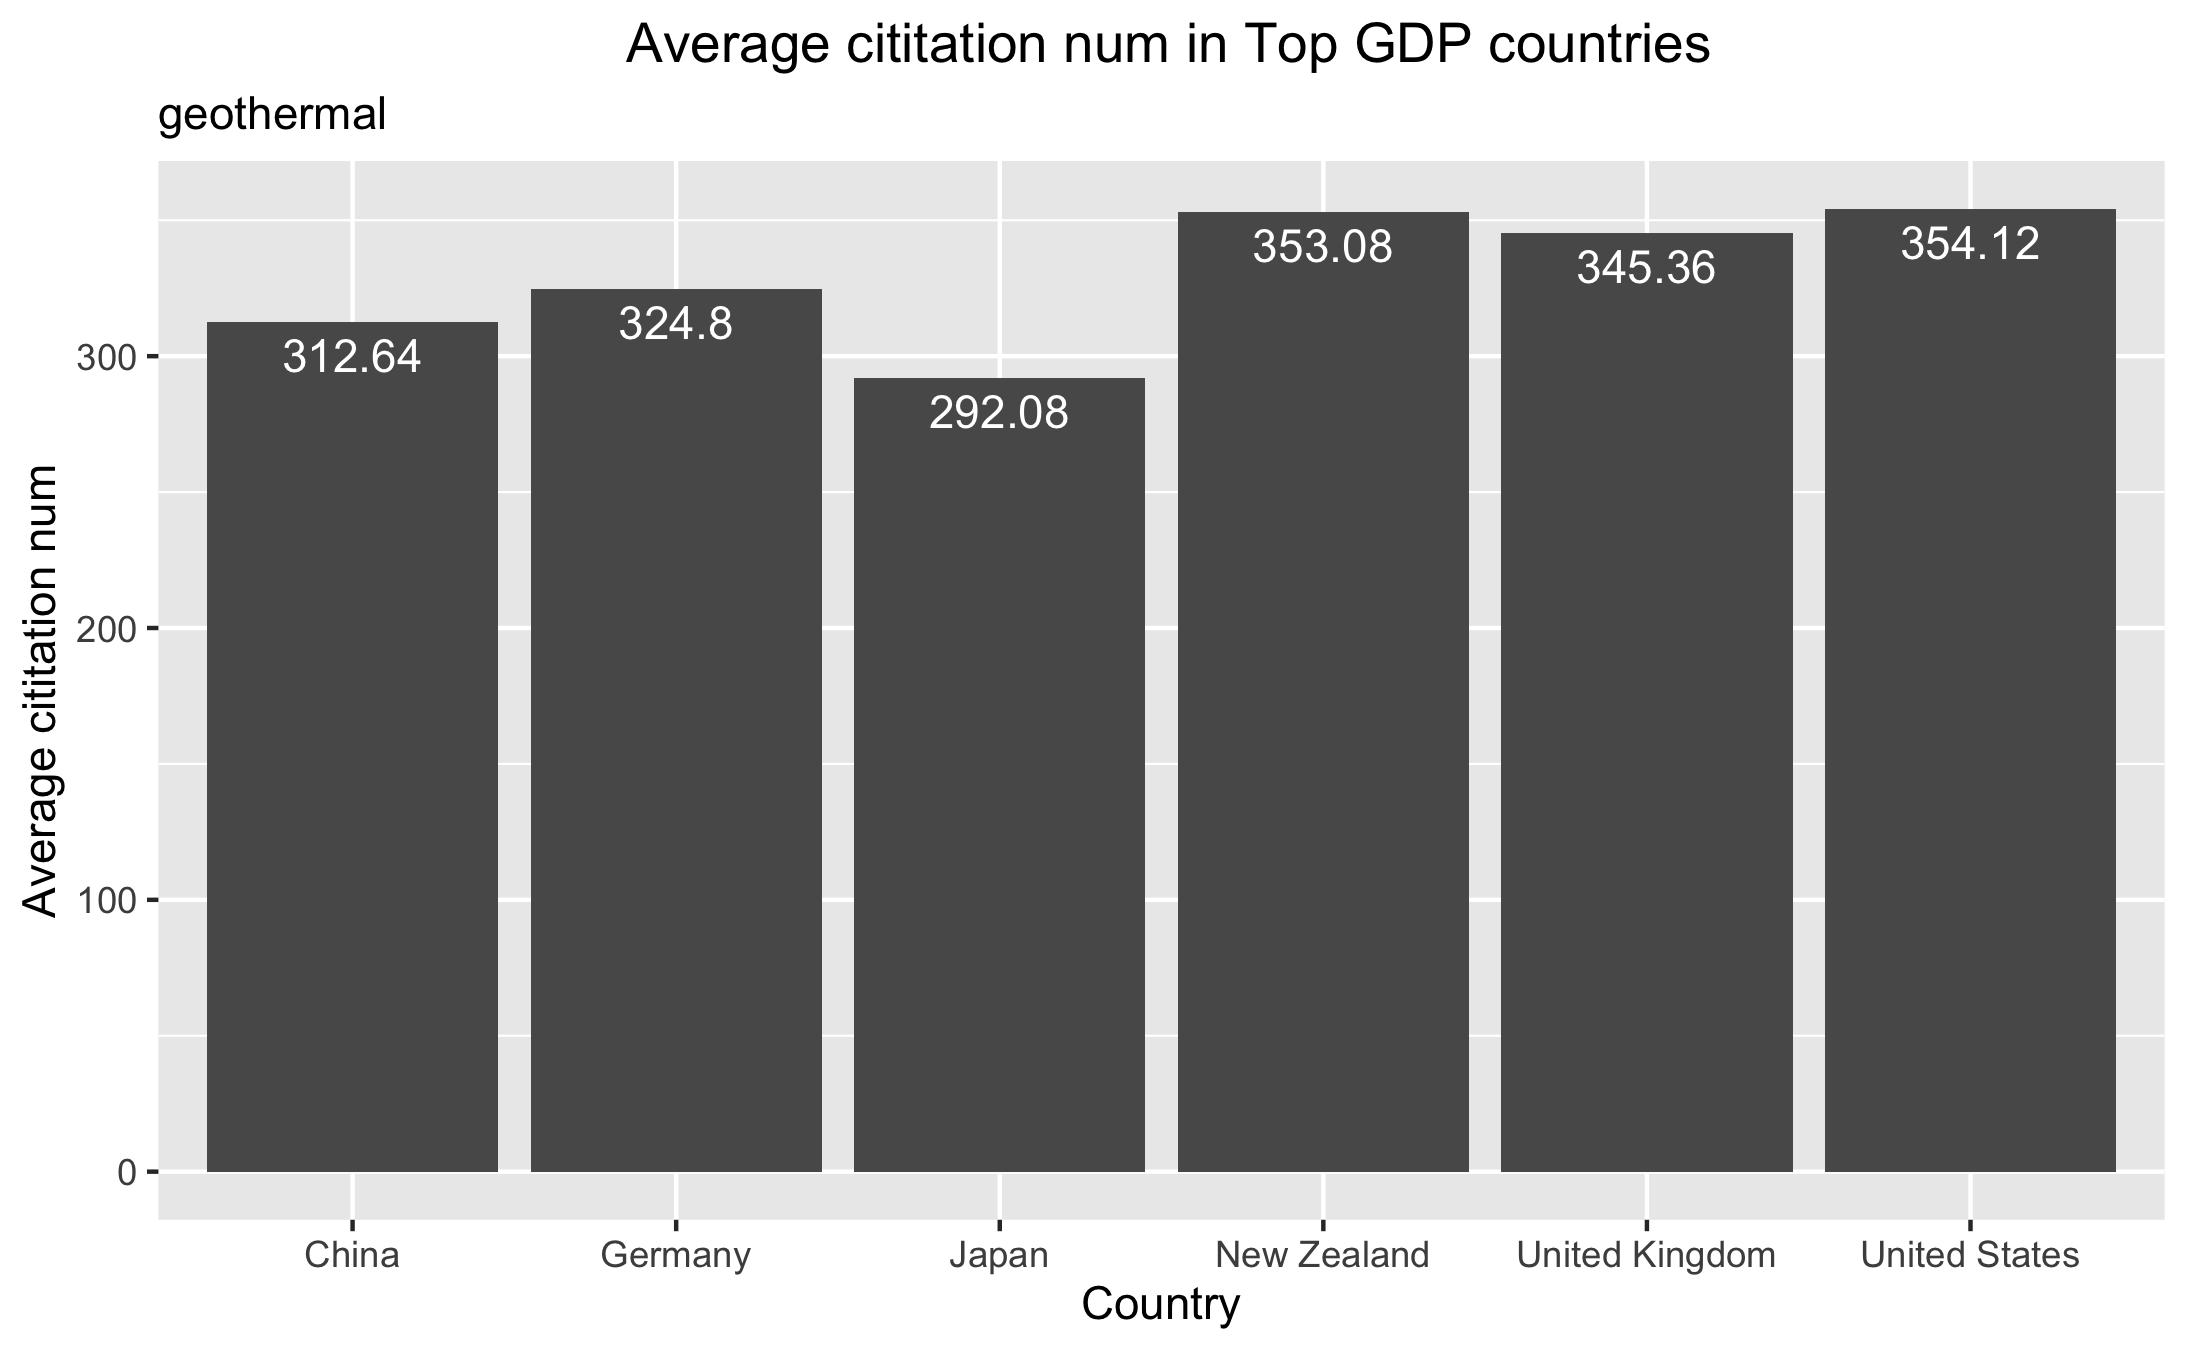 Average cititation num in Top GDP countries
geothermal
Average cititation num
300
200
100
0
312.64
324.8
292.08
353.08
345.36
354.12
China
Germany
Japan
New Zealand
United Kingdom
United States
Country